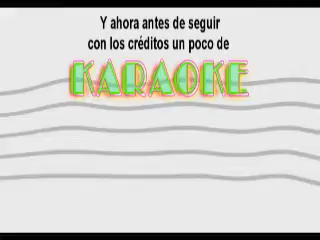 Y ahora antes de seguir
con los créditos un poco de
KARAOKE